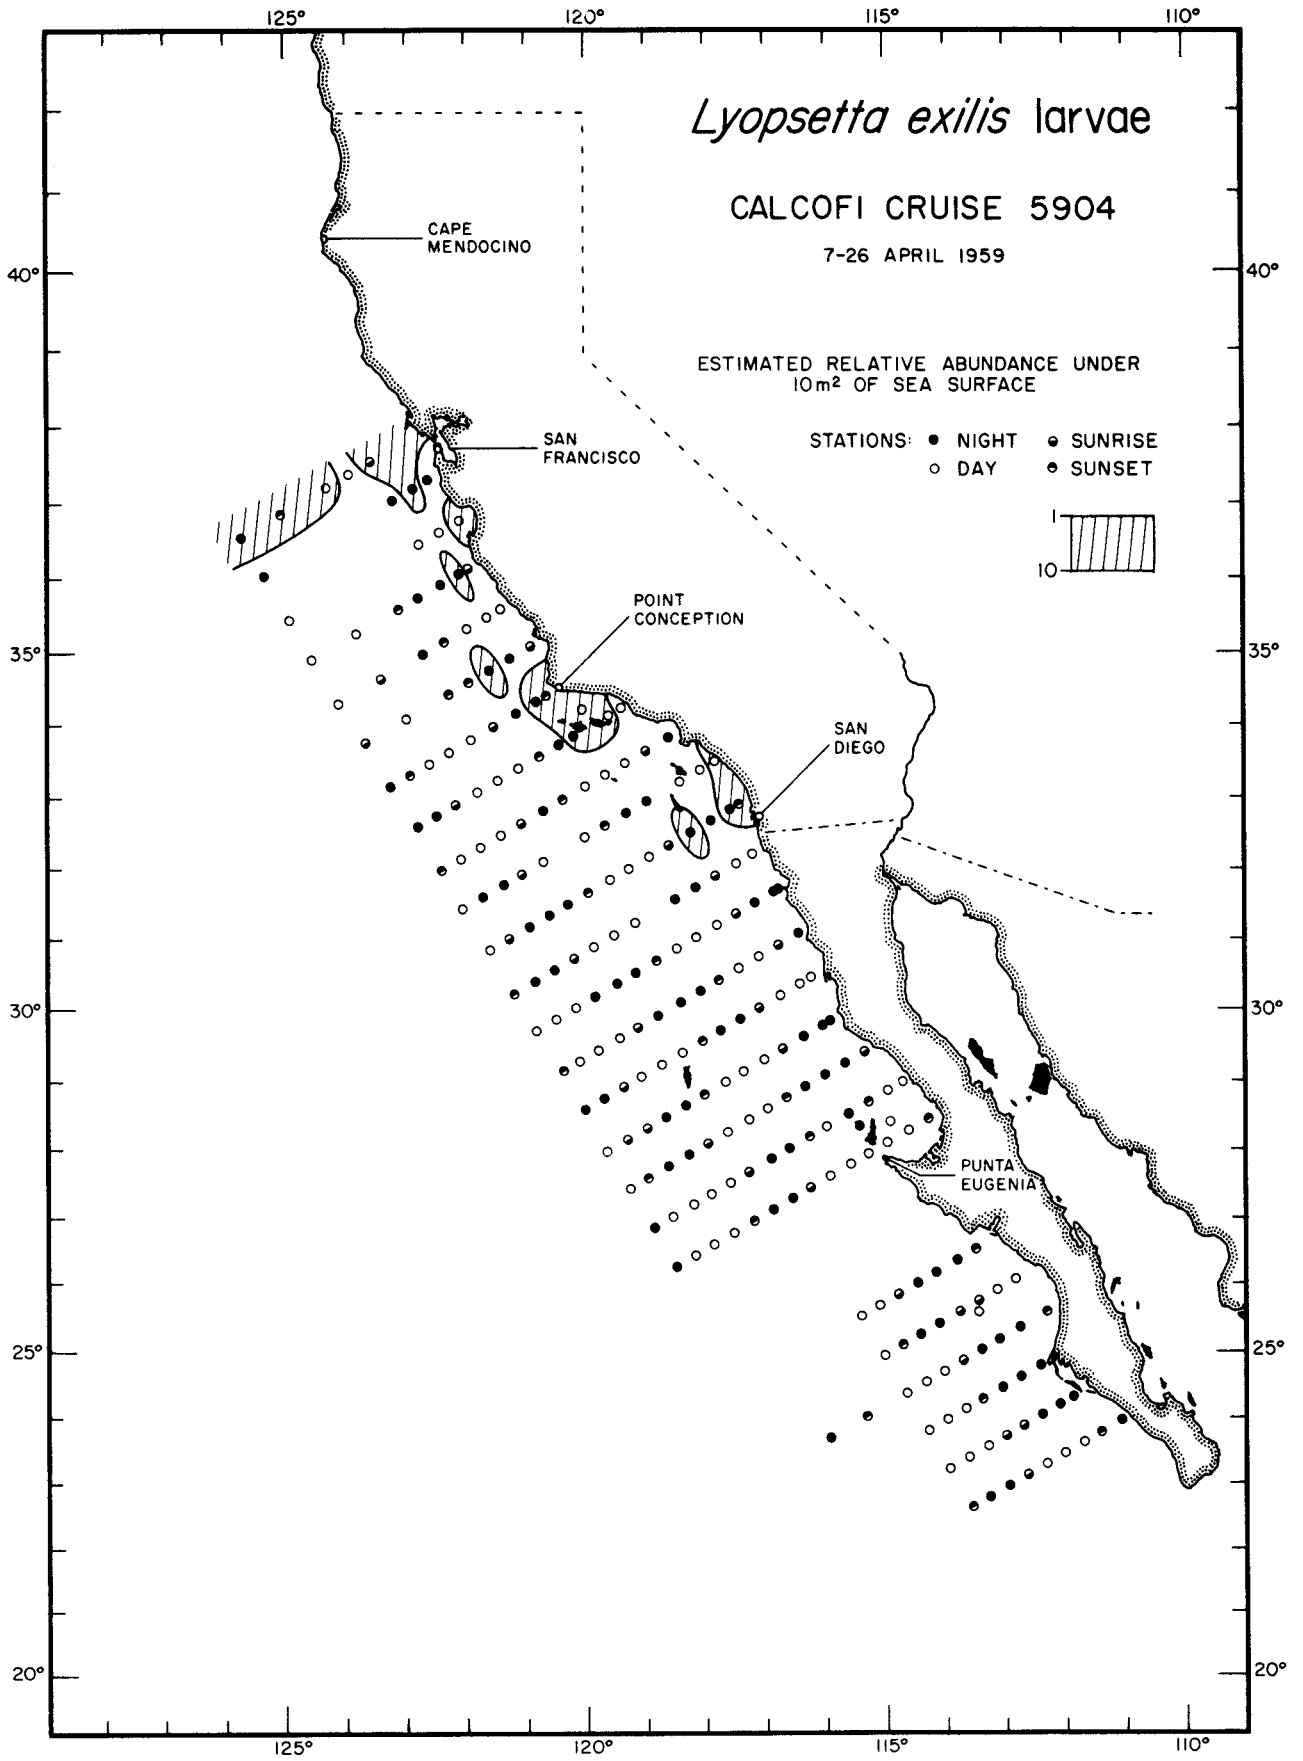 125° 120° 115° 110°
Lyopsetta exilis larvae
CALCOFI CRUISE 5904
7-26 APRIL 1959
CAPE
MENDOCINO
40° 40°
ESTIMATED RELATIVE ABUNDANCE UNDER
10m² OF SEA SURFACE
STATIONS: ● NIGHT SUNRISE
○ DAY SUNSET
SAN
FRANCISCO
1
10
POINT
CONCEPTION
35° 35°
SAN
DIEGO
30° 30°
PUNTA
EUGENIA
25° 25°
20° 20°
125° 120° 115° 110°